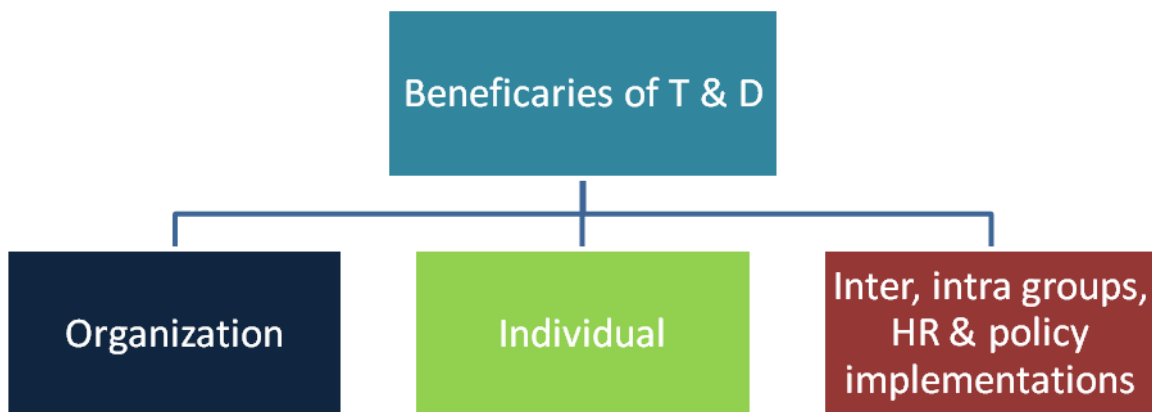 Beneficaries of T & D
Organization
Individual
Inter, intra groups,
HR & policy
implementations